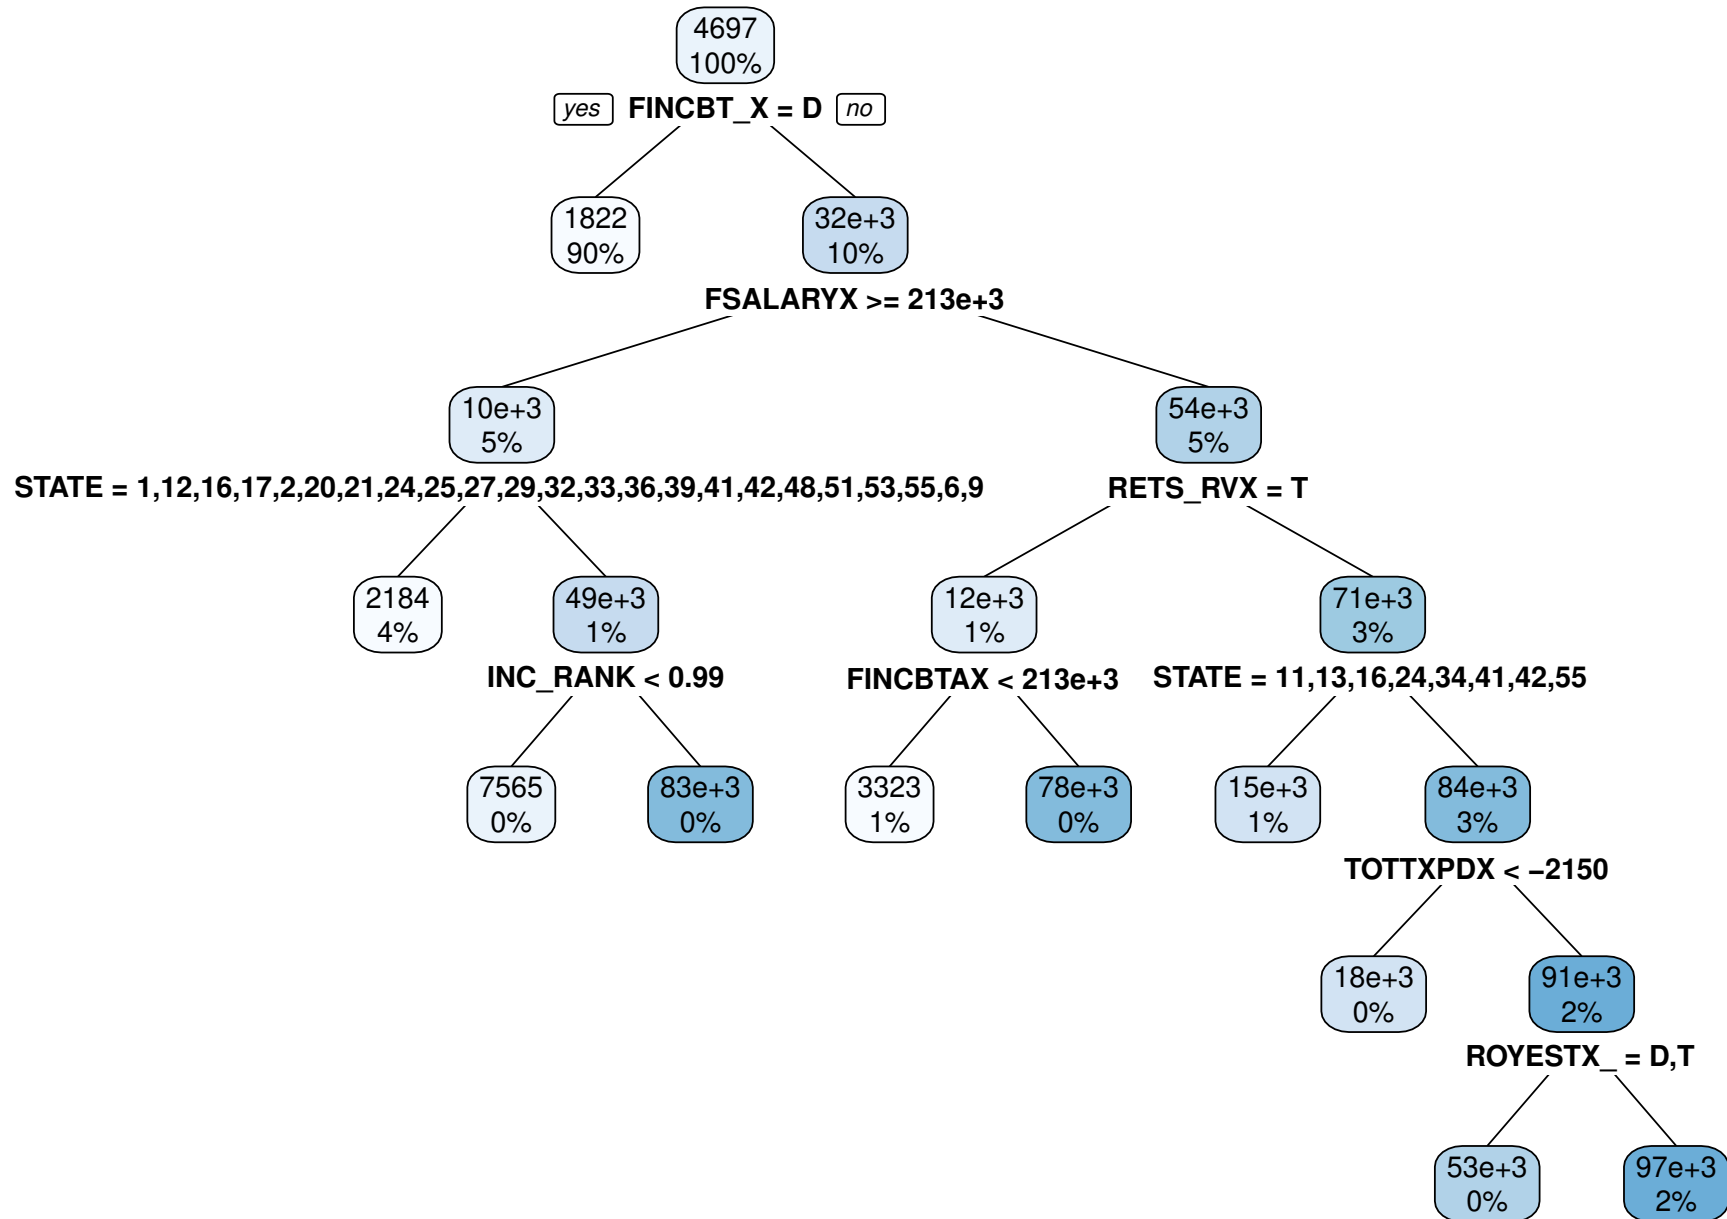 4697
100%
yes FINCBT_X = D no
1822
90%
32e+3
10%
FSALARYX >= 213e+3
10e+3
5%
54e+3
5%
STATE = 1,12,16,17,2,20,21,24,25,27,29,32,33,36,39,41,42,48,51,53,55,6,9
RETS_RVX = T
2184
4%
49e+3
1%
12e+3
1%
71e+3
3%
INC_RANK < 0.99
FINCBTAX < 213e+3
STATE = 11,13,16,24,34,41,42,55
7565
0%
83e+3
0%
3323
1%
78e+3
0%
15e+3
1%
84e+3
3%
TOTTXPDX < −2150
18e+3
0%
91e+3
2%
ROYESTX_ = D,T
53e+3
0%
97e+3
2%